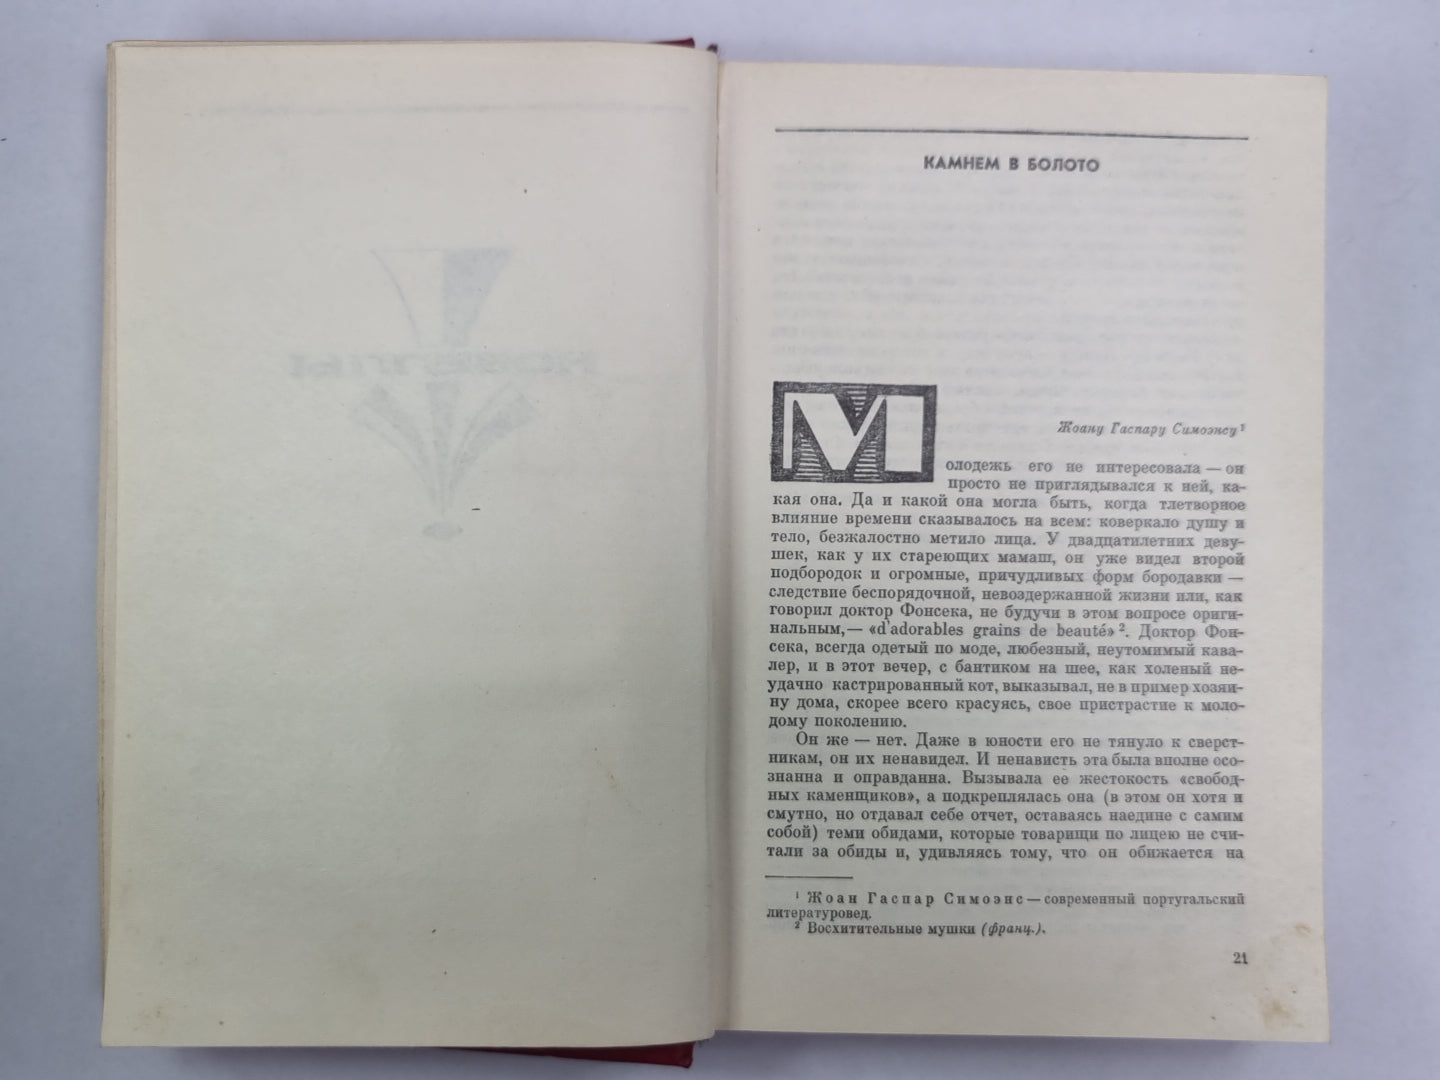 КАМНЕМ В БОЛОТО
Жоану Гаспару Симоэнсу ¹
Молодежь его не интересовала — он
просто не приглядывался к ней, ка-
кая она. Да и какой она могла быть, когда тлетворное
влияние времени сказывалось на всем: коверкало душу и
тело, безжалостно метило лица. У двадцатилетних деву-
шек, как у их стареющих мамаш, он уже видел второй
подбородок и огромные, причудливых форм бородавки —
следствие беспорядочной, невоздержанной жизни или, как
говорил доктор Фонсека, не будучи в этом вопросе ориги-
нальным,— «d'adorables grains de beauté» ². Доктор Фон-
сека, всегда одетый по моде, любезный, неутомимый кава-
лер, и в этот вечер, с бантиком на шее, как холеный не-
удачно кастрированный кот, выказывал, не в пример хозяи-
ну дома, скорее всего красуясь, свое пристрастие к моло-
дому поколению.
Он же — нет. Даже в юности его не тянуло к сверст-
никам, он их ненавидел. И ненависть эта была вполне осо-
знанна и оправданна. Вызывала ее жестокость «свобод-
ных каменщиков», а подкреплялась она (в этом он хотя и
смутно, но отдавал себе отчет, оставаясь наедине с самим
собой) теми обидами, которые товарищи по лицею не счи-
тали за обиды и, удивляясь тому, что он обижается на
¹ Жоан Гаспар Симоэнс — современный португальский
литературовед.
² Восхитительные мушки (франц.).
21